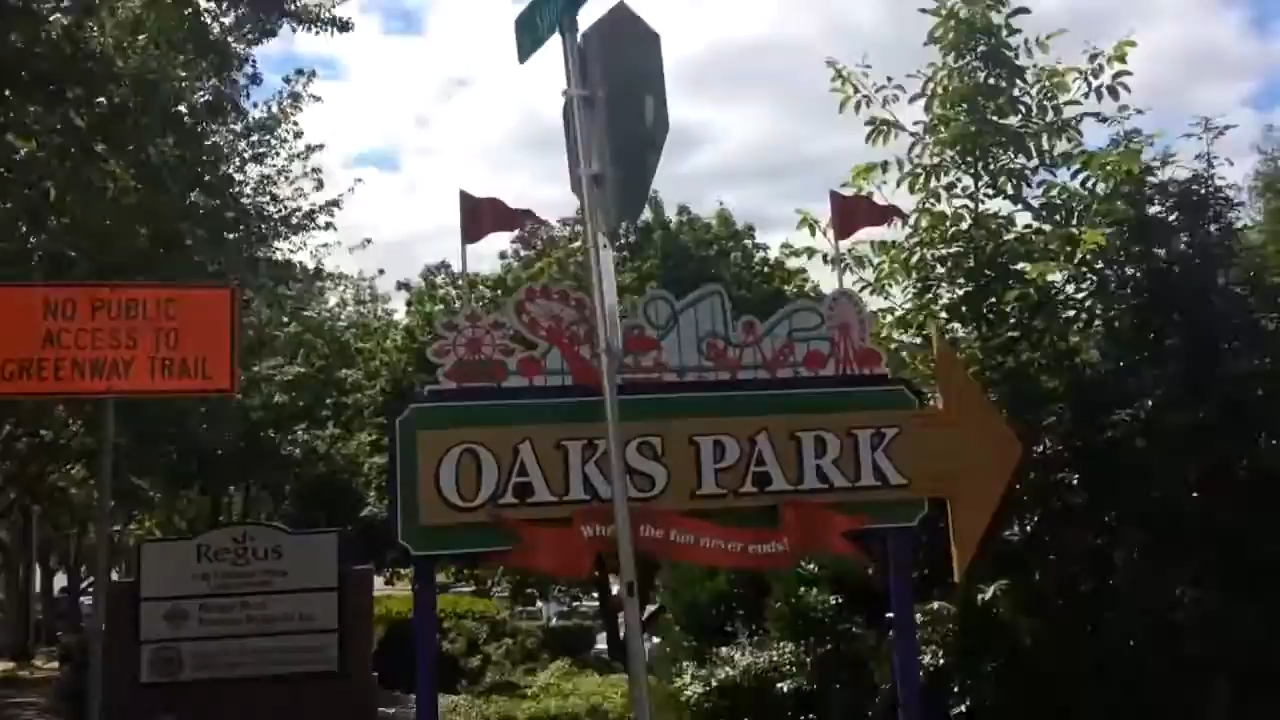 NO PUBLIC
ACCESS TO
GREENWAY TRAIL
OAKS PARK
Where the fun never ends!
Regus